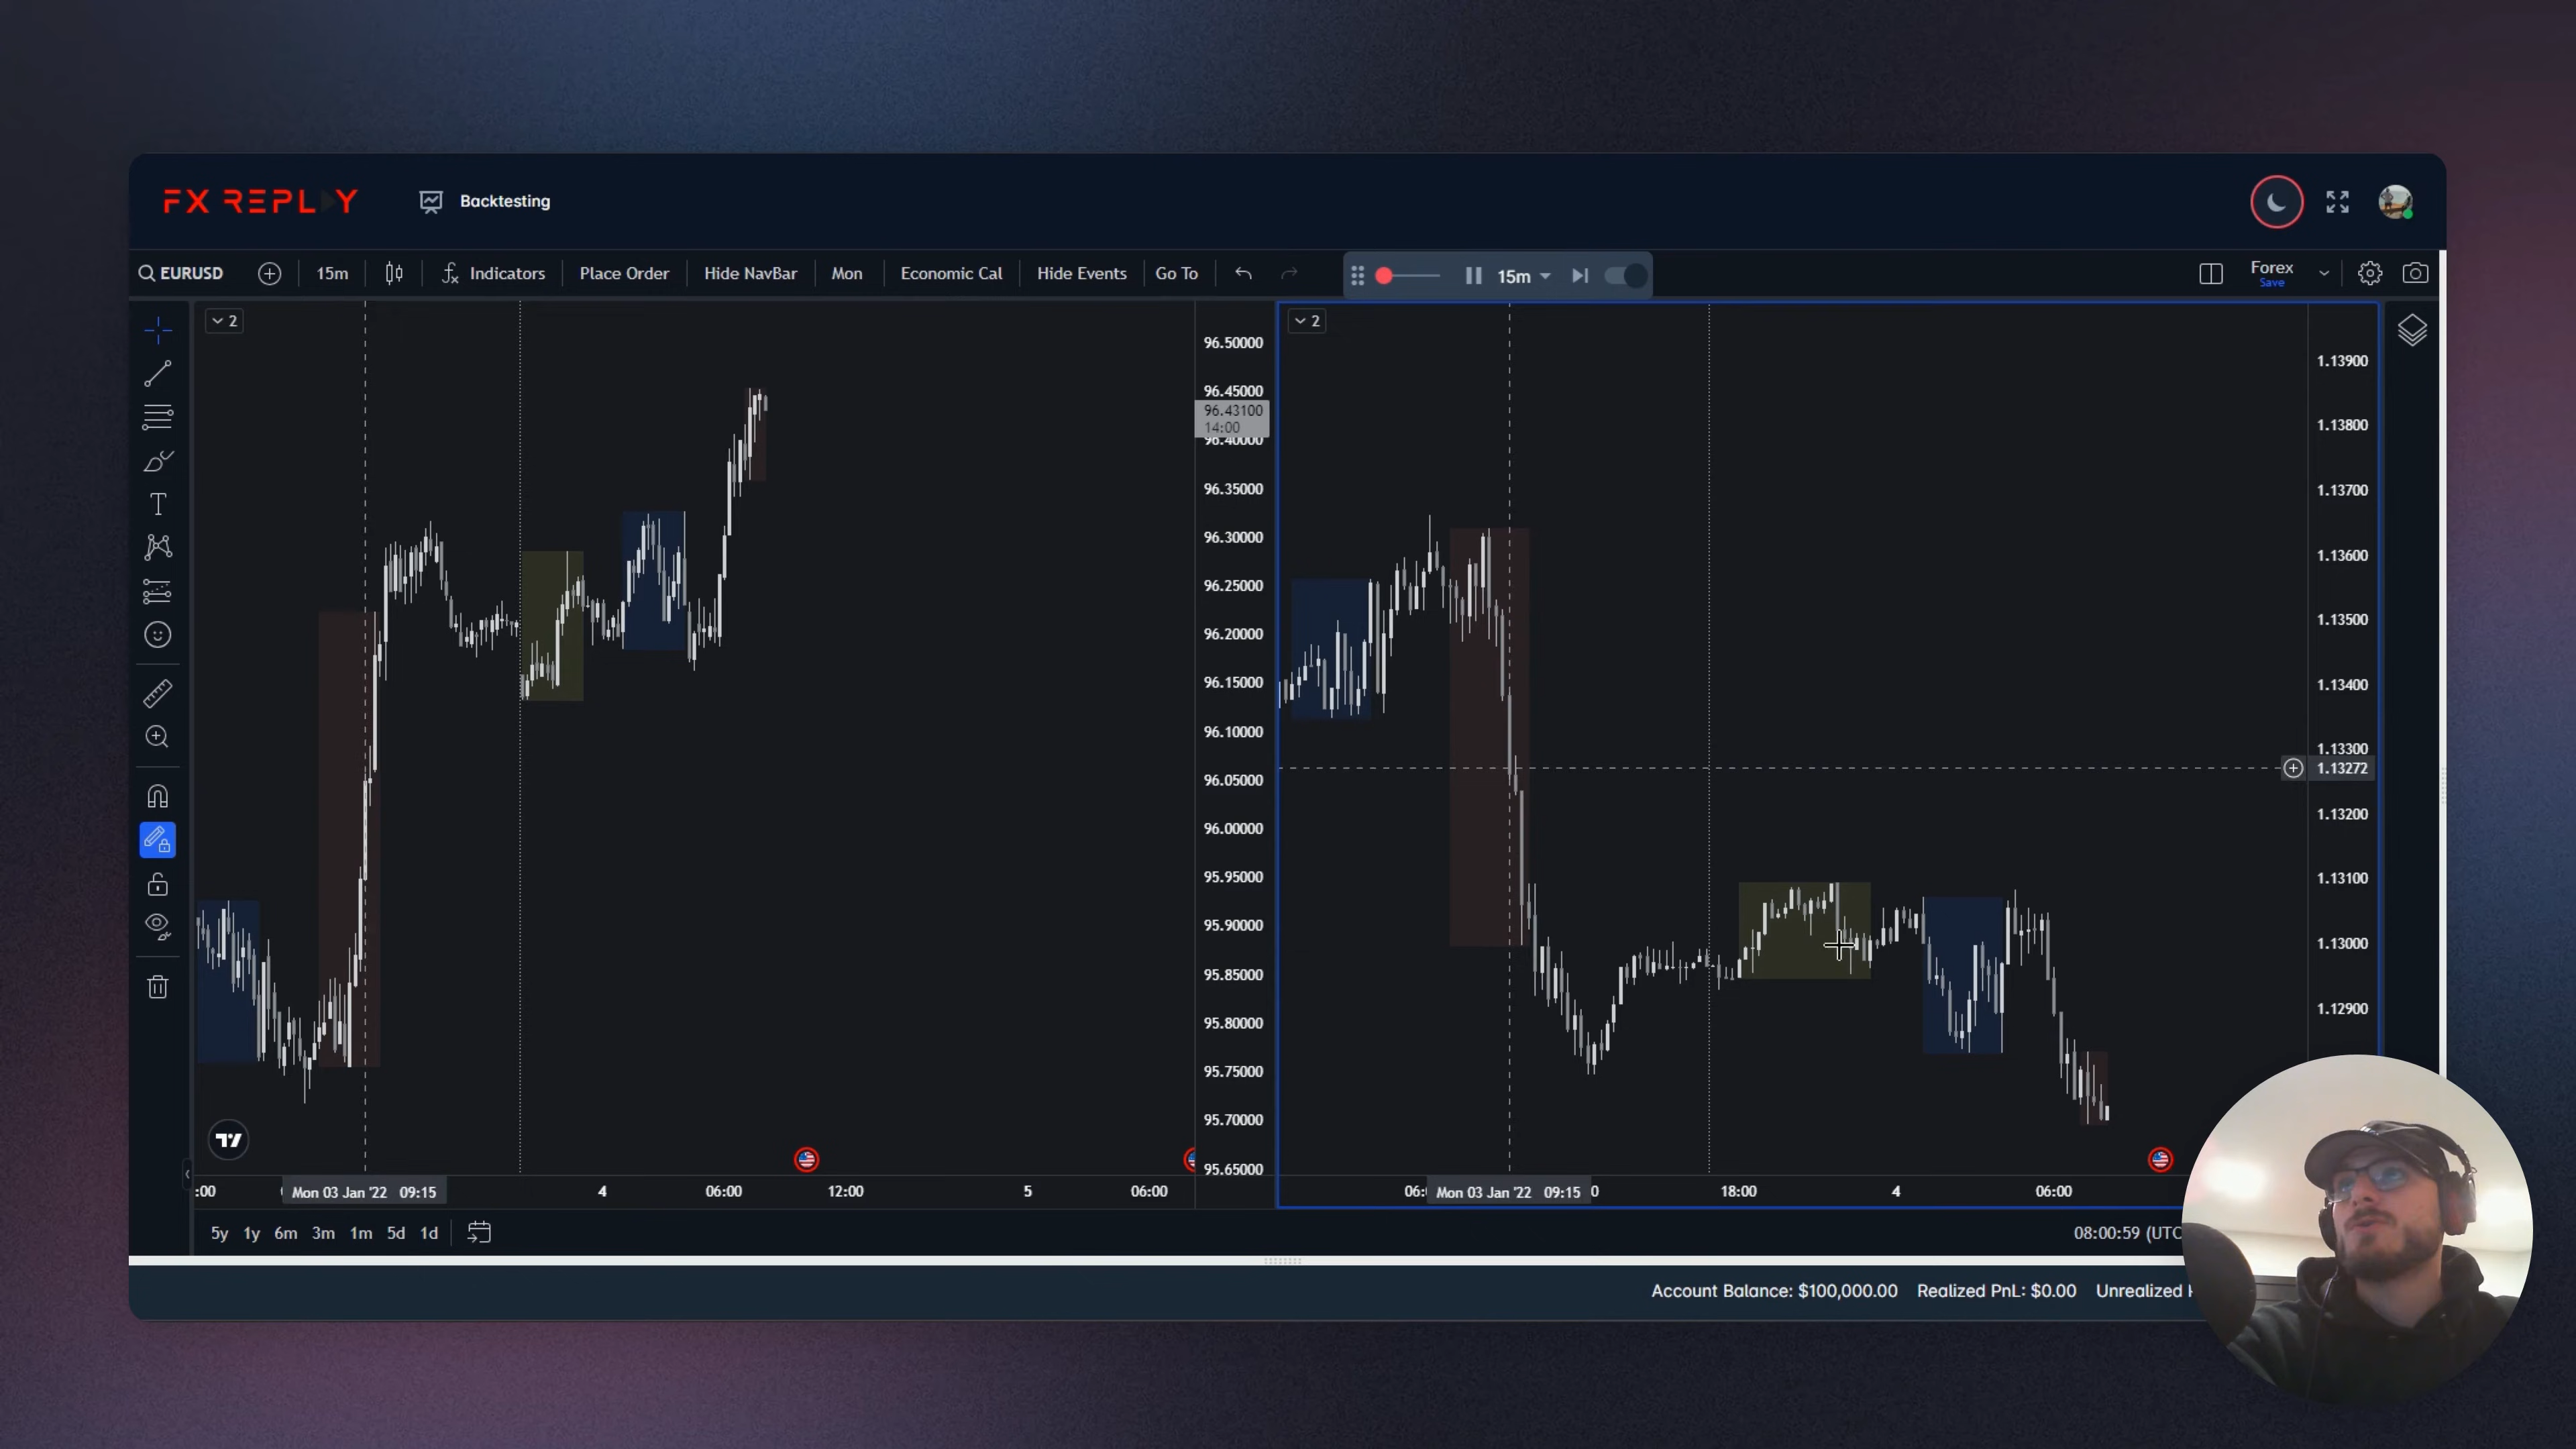 FX REPLAY
Backtesting
EURUSD
15m
Indicators
Place Order
Hide NavBar
Mon
Economic Cal
Hide Events
Go To
15m
Forex
Save
2
96.50000
96.45000
96.43100
14:00
96.40000
96.35000
96.30000
96.25000
96.20000
96.15000
96.10000
96.05000
96.00000
95.95000
95.90000
95.85000
95.80000
95.75000
95.70000
95.65000
2
1.13900
1.13800
1.13700
1.13600
1.13500
1.13400
1.13300
1.13272
1.13200
1.13100
1.13000
1.12900
:00
Mon 03 Jan '22 09:15
4
06:00
12:00
5
06:00
06:
Mon 03 Jan '22 09:15
0
18:00
4
06:00
5y 1y 6m 3m 1m 5d 1d
08:00:59 (UTC
Account Balance: $100,000.00 Realized PnL: $0.00 Unrealized